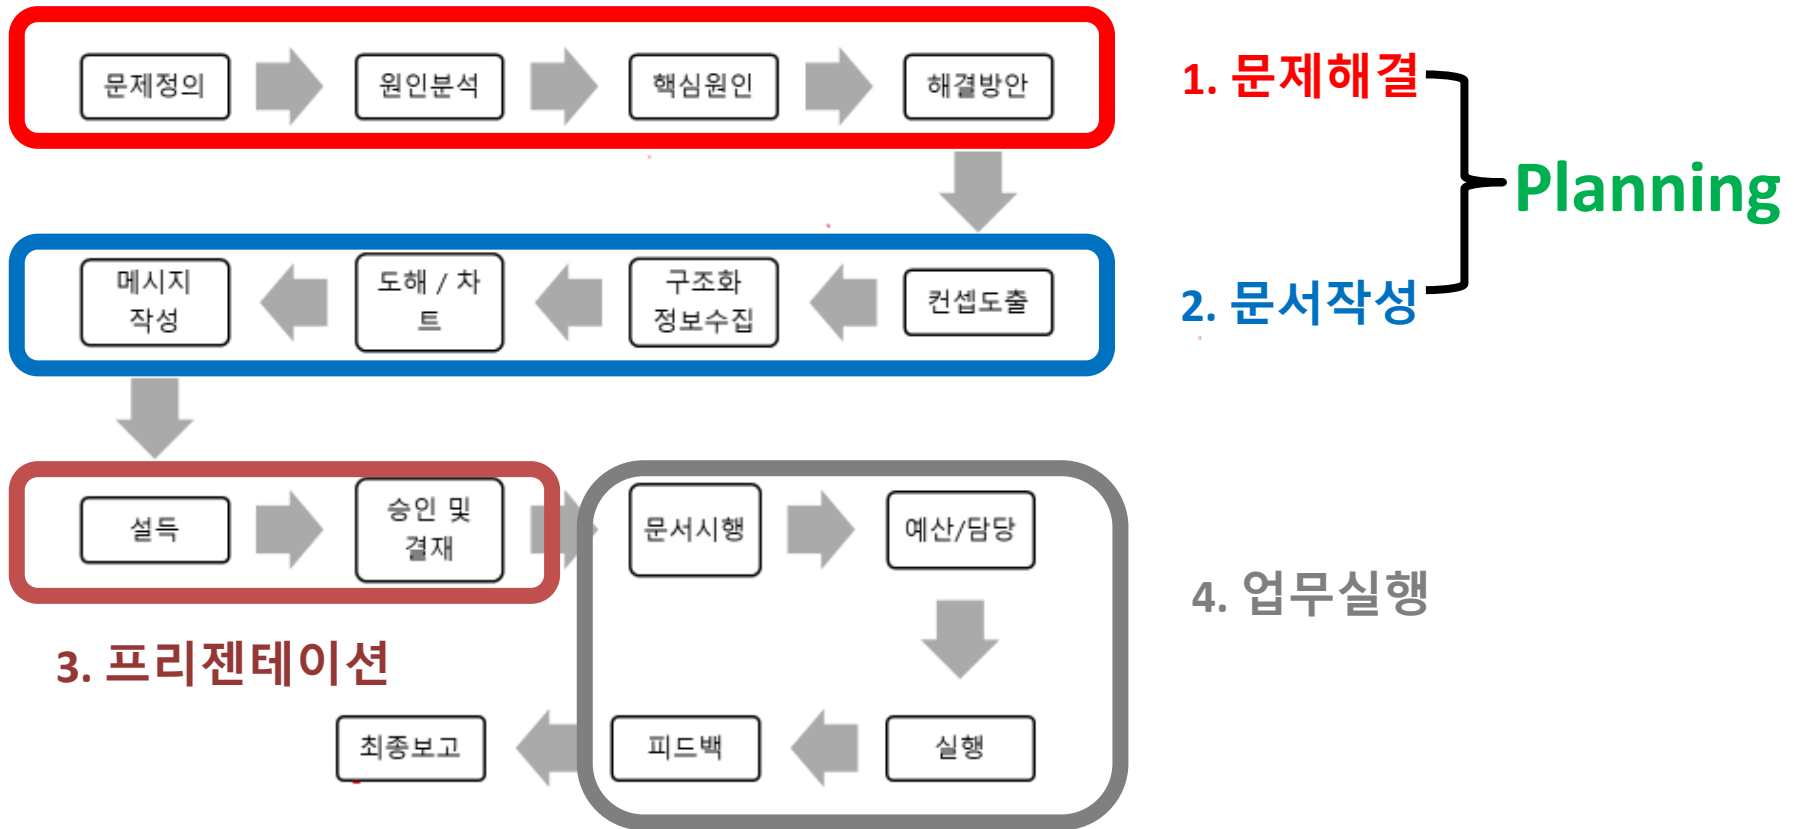 문제정의
원인분석
핵심원인
해결방안
1. 문제해결
Planning
메시지
작성
도해 / 차
트
구조화
정보수집
컨셉도출
2. 문서작성
설득
승인 및
결재
문서시행
예산/담당
4. 업무실행
3. 프리젠테이션
최종보고
피드백
실행